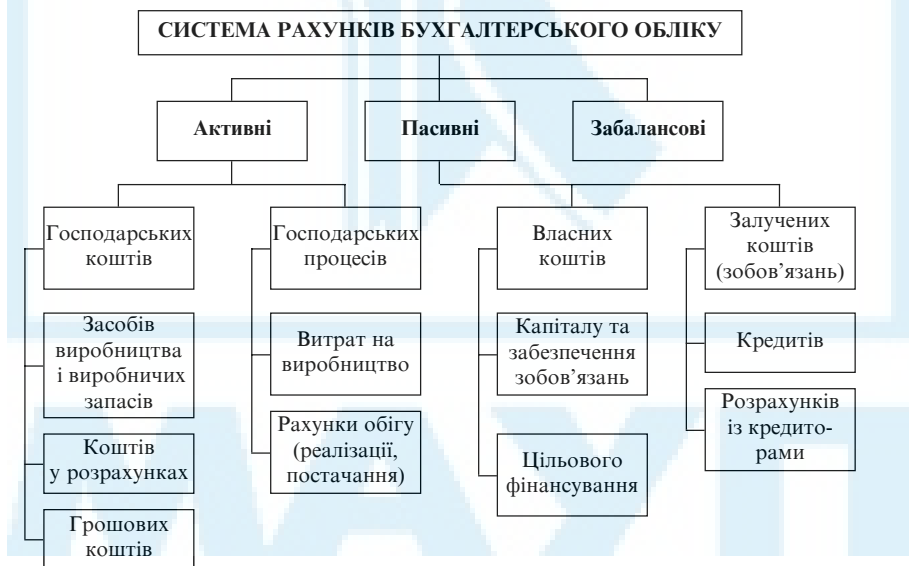 СИСТЕМА РАХУНКІВ БУХГАЛТЕРСЬКОГО ОБЛІКУ
Активні
Пасивні
Забалансові
Господарських
коштів
Господарських
процесів
Власних
коштів
Залучених
коштів
(зобов’язань)
Засобів
виробництва
і виробничих
запасів
Витрат на
виробництво
Капіталу та
забезпечення
зобов’язань
Кредитів
Коштів
у розрахунках
Рахунки обігу
(реалізації,
постачання)
Цільового
фінансування
Розрахунків
із кредито-
рами
Грошових
коштів
МАУП